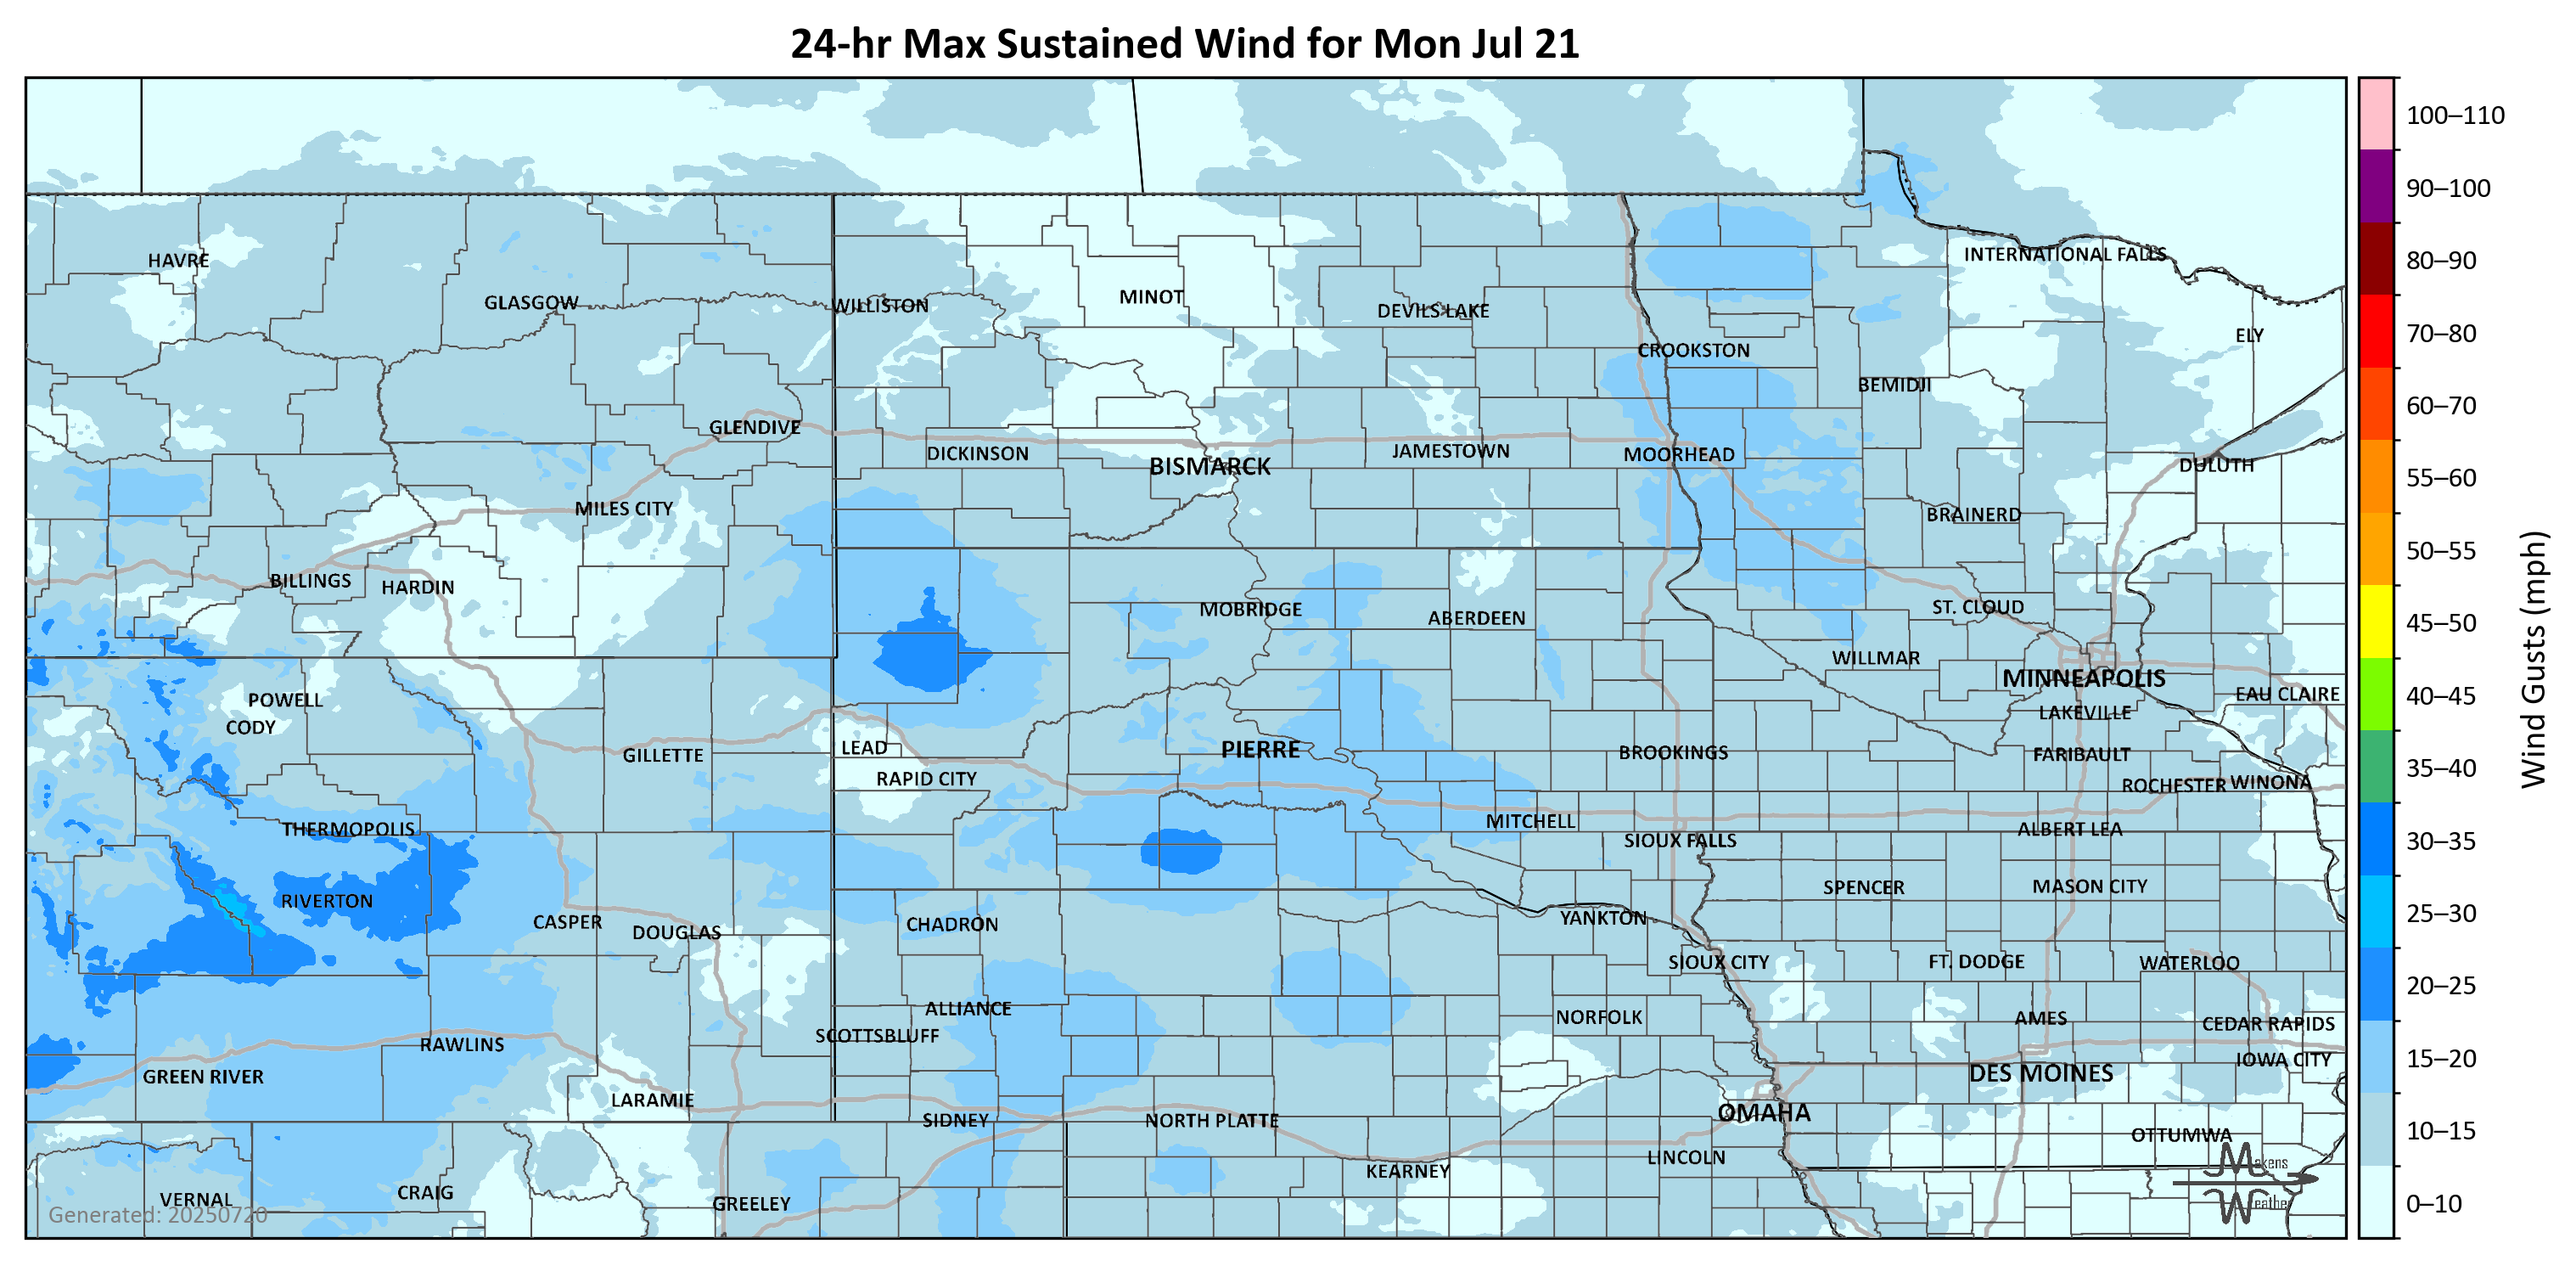 24-hr Max Sustained Wind for Mon Jul 21
100–110
90–100
80–90
70–80
60–70
55–60
50–55
45–50
40–45
35–40
30–35
25–30
20–25
15–20
10–15
0–10
Wind Gusts (mph)
HAVRE
INTERNATIONAL FALLS
GLASGOW
WILLISTON
MINOT
DEVILS LAKE
ELY
CROOKSTON
BEMIDJI
GLENDIVE
DICKINSON
BISMARCK
JAMESTOWN
MOORHEAD
DULUTH
MILES CITY
BRAINERD
BILLINGS
HARDIN
MOBRIDGE
ABERDEEN
ST. CLOUD
WILLMAR
MINNEAPOLIS
POWELL
EAU CLAIRE
CODY
LAKEVILLE
GILLETTE
LEAD
PIERRE
BROOKINGS
FARIBAULT
RAPID CITY
ROCHESTER
WINONA
THERMOPOLIS
MITCHELL
ALBERT LEA
SIOUX FALLS
RIVERTON
SPENCER
MASON CITY
CASPER
DOUGLAS
CHADRON
YANKTON
SIOUX CITY
FT. DODGE
WATERLOO
ALLIANCE
NORFOLK
AMES
CEDAR RAPIDS
SCOTTSBLUFF
RAWLINS
IOWA CITY
GREEN RIVER
DES MOINES
LARAMIE
OMAHA
SIDNEY
NORTH PLATTE
OTTUMWA
LINCOLN
KEARNEY
VERNAL
CRAIG
GREELEY
Makens
Weather
Generated: 20250720